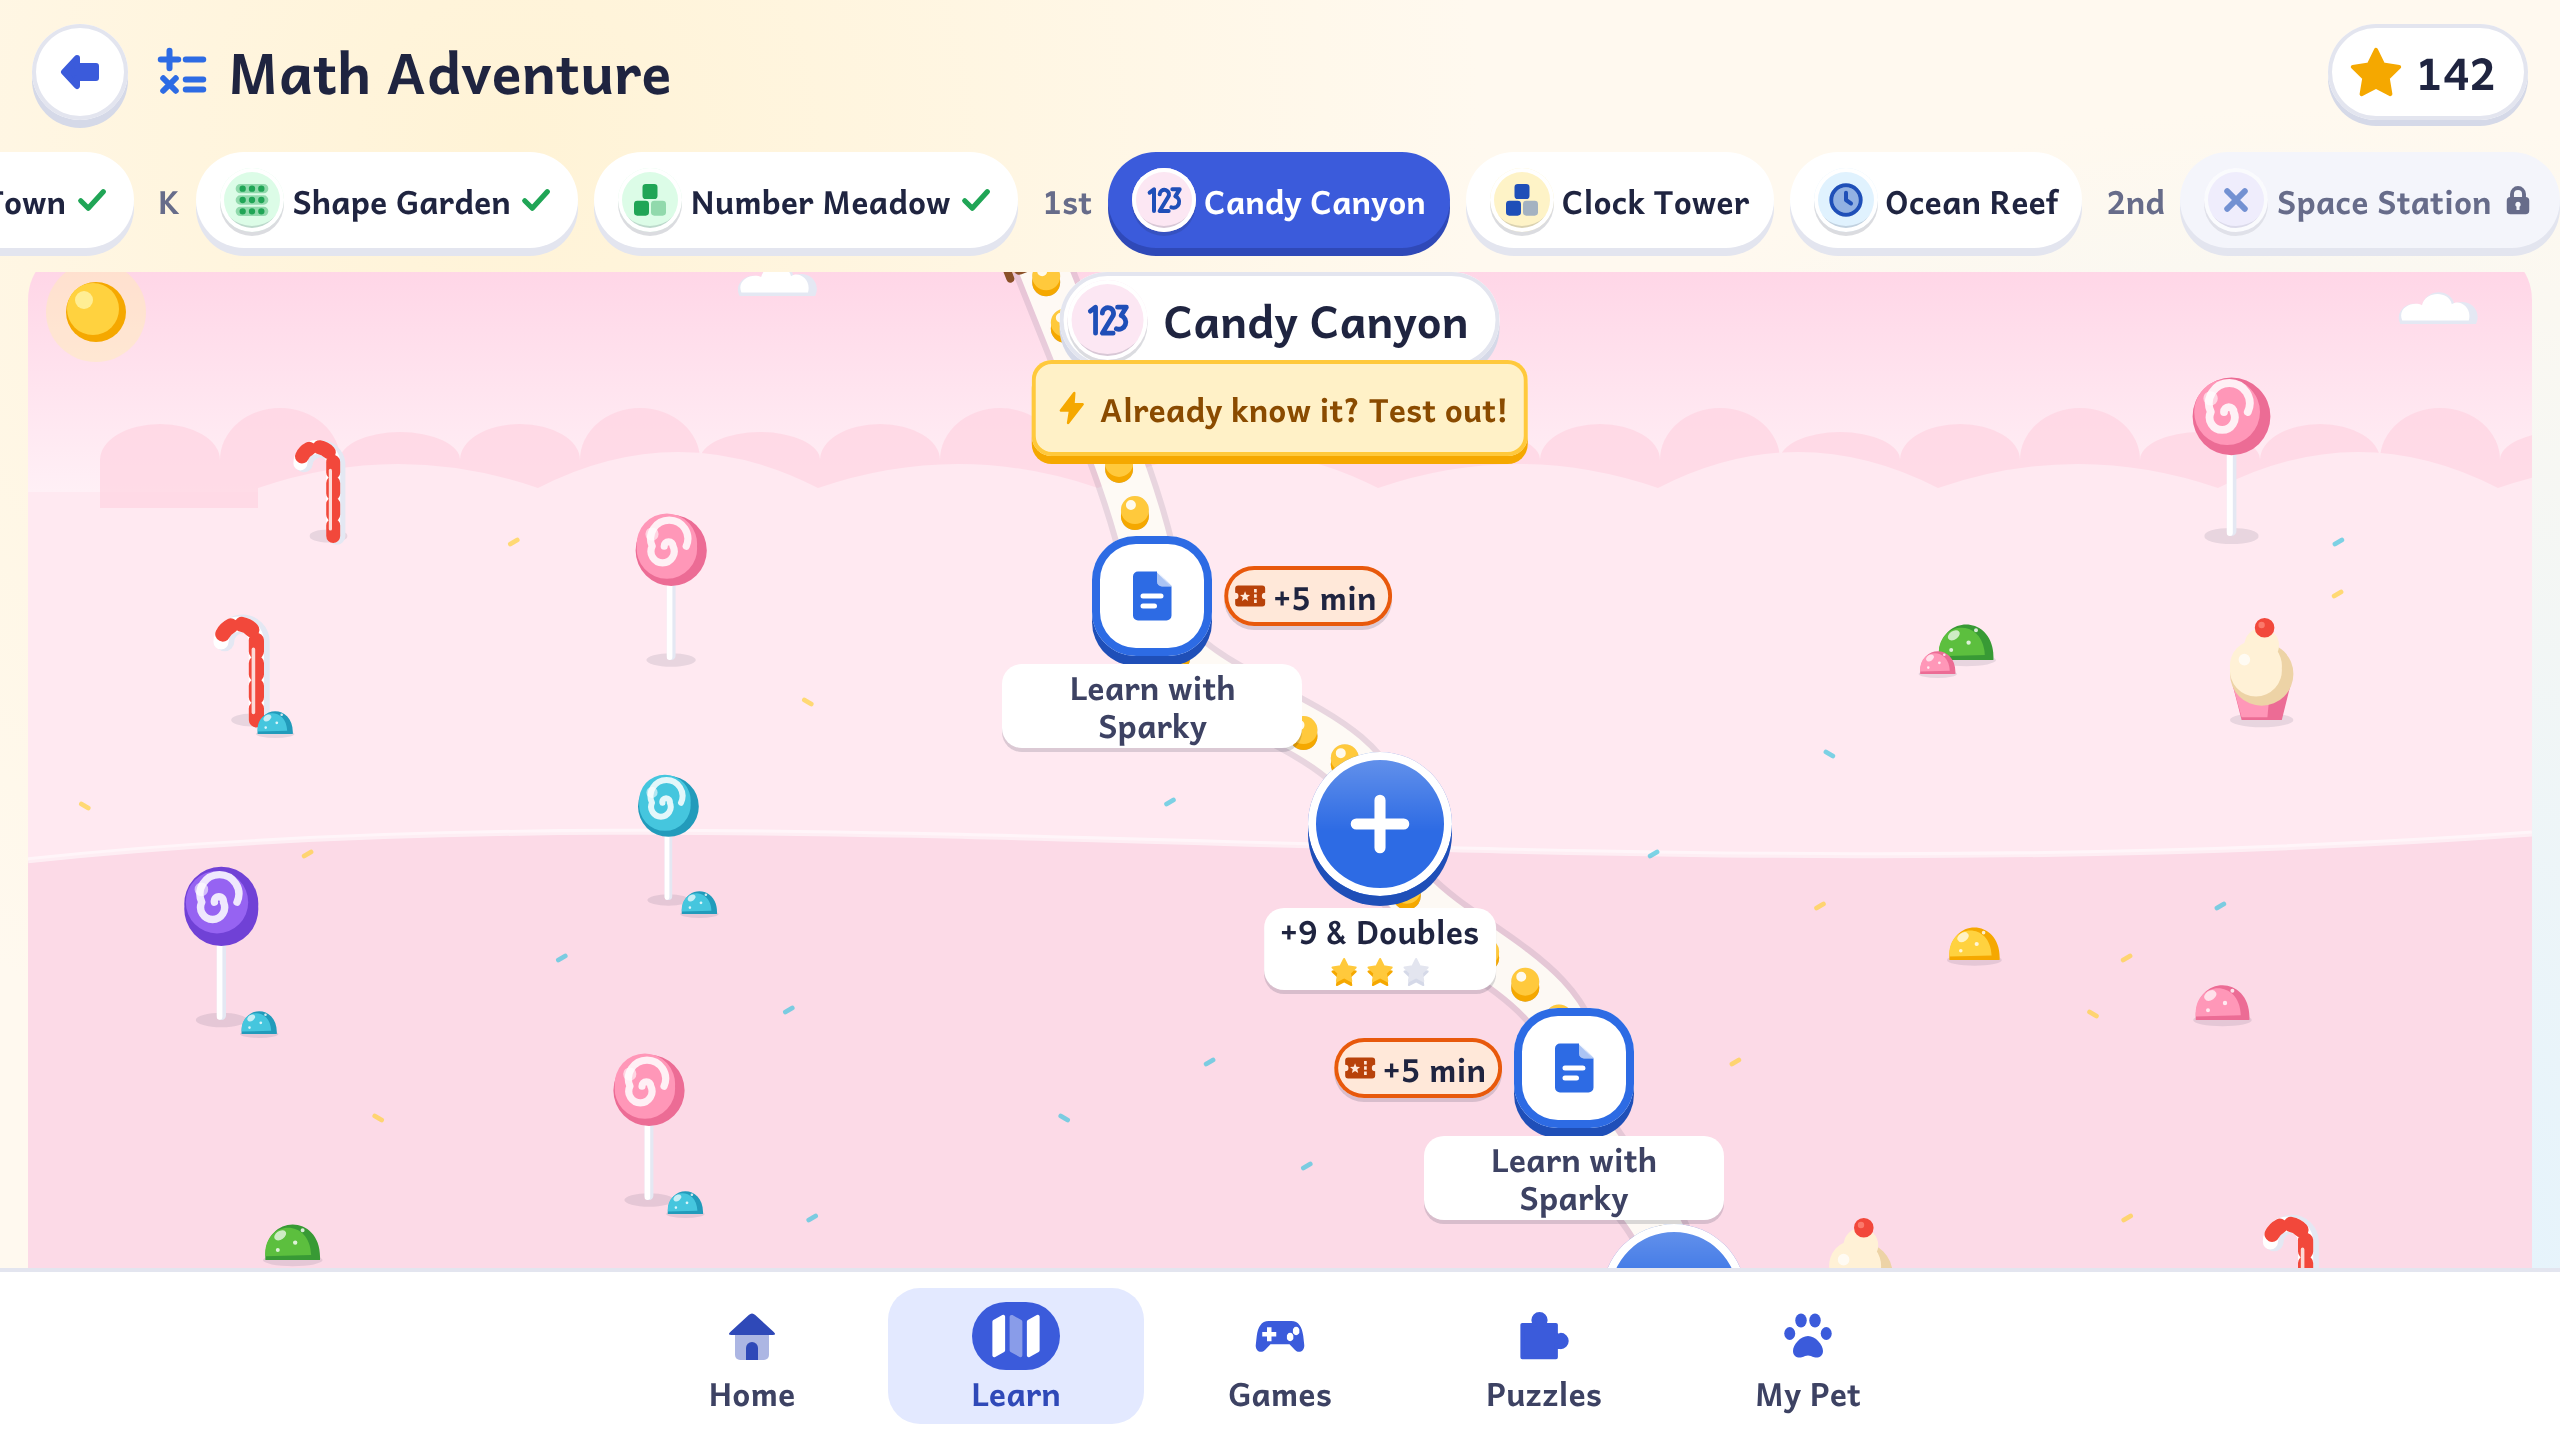 Math Adventure
142
own
K
Shape Garden
Number Meadow
1st
123
Candy Canyon
Clock Tower
Ocean Reef
2nd
Space Station
123
Candy Canyon
Already know it? Test out!
+5 min
Learn with
Sparky
+9 & Doubles
+5 min
Learn with
Sparky
Home
Learn
Games
Puzzles
My Pet